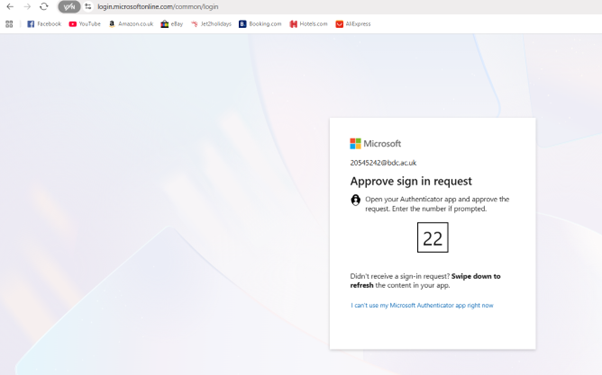 VPN login.microsoftonline.com/common/login
Facebook YouTube Amazon.co.uk eBay Jet2holidays Booking.com Hotels.com AliExpress
Microsoft
20545242@bdc.ac.uk
Approve sign in request
Open your Authenticator app and approve the
request. Enter the number if prompted.
22
Didn't receive a sign-in request? Swipe down to
refresh the content in your app.
I can't use my Microsoft Authenticator app right now